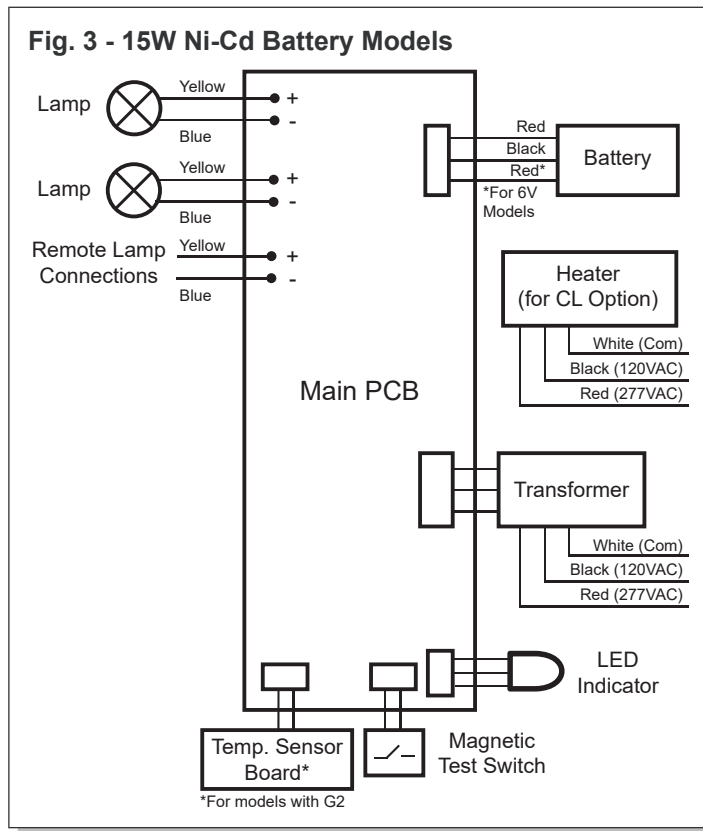 Fig. 3 - 15W Ni-Cd Battery Models
Lamp
Yellow
+
-
Blue
Lamp
Yellow
+
-
Blue
Remote Lamp
Connections
Yellow
+
-
Blue
Main PCB
Red
Black
Red*
*For 6V
Models
Battery
Heater
(for CL Option)
White (Com)
Black (120VAC)
Red (277VAC)
Transformer
White (Com)
Black (120VAC)
Red (277VAC)
LED
Indicator
Temp. Sensor
Board*
*For models with G2
Magnetic
Test Switch